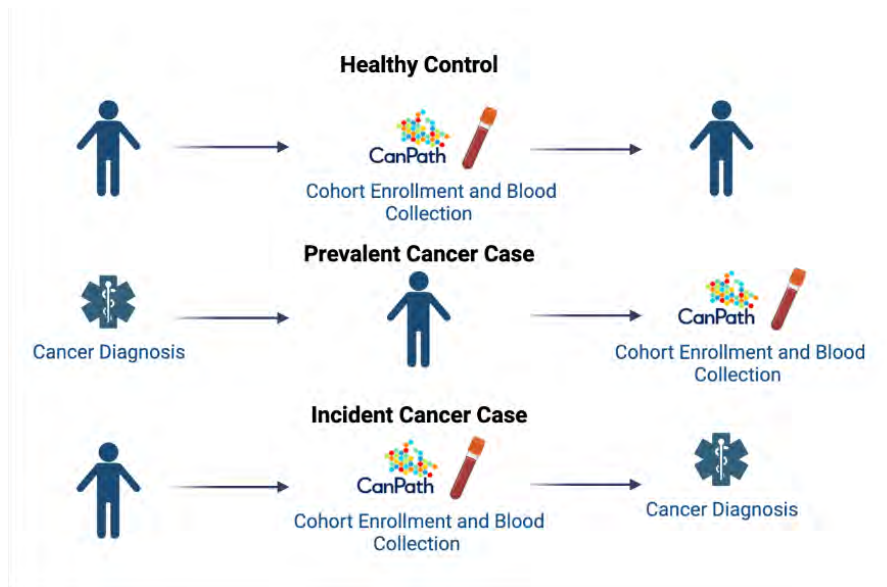 Healthy Control
CanPath
Cohort Enrollment and Blood
Collection
Prevalent Cancer Case
Cancer Diagnosis
CanPath
Cohort Enrollment and Blood
Collection
Incident Cancer Case
CanPath
Cohort Enrollment and Blood
Collection
Cancer Diagnosis